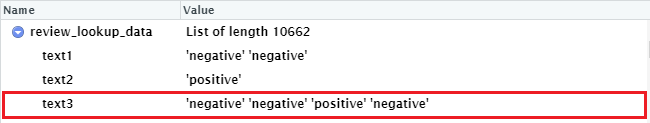 Name Value
review_lookup_data List of length 10662
text1 'negative' 'negative'
text2 'positive'
text3 'negative' 'negative' 'positive' 'negative'